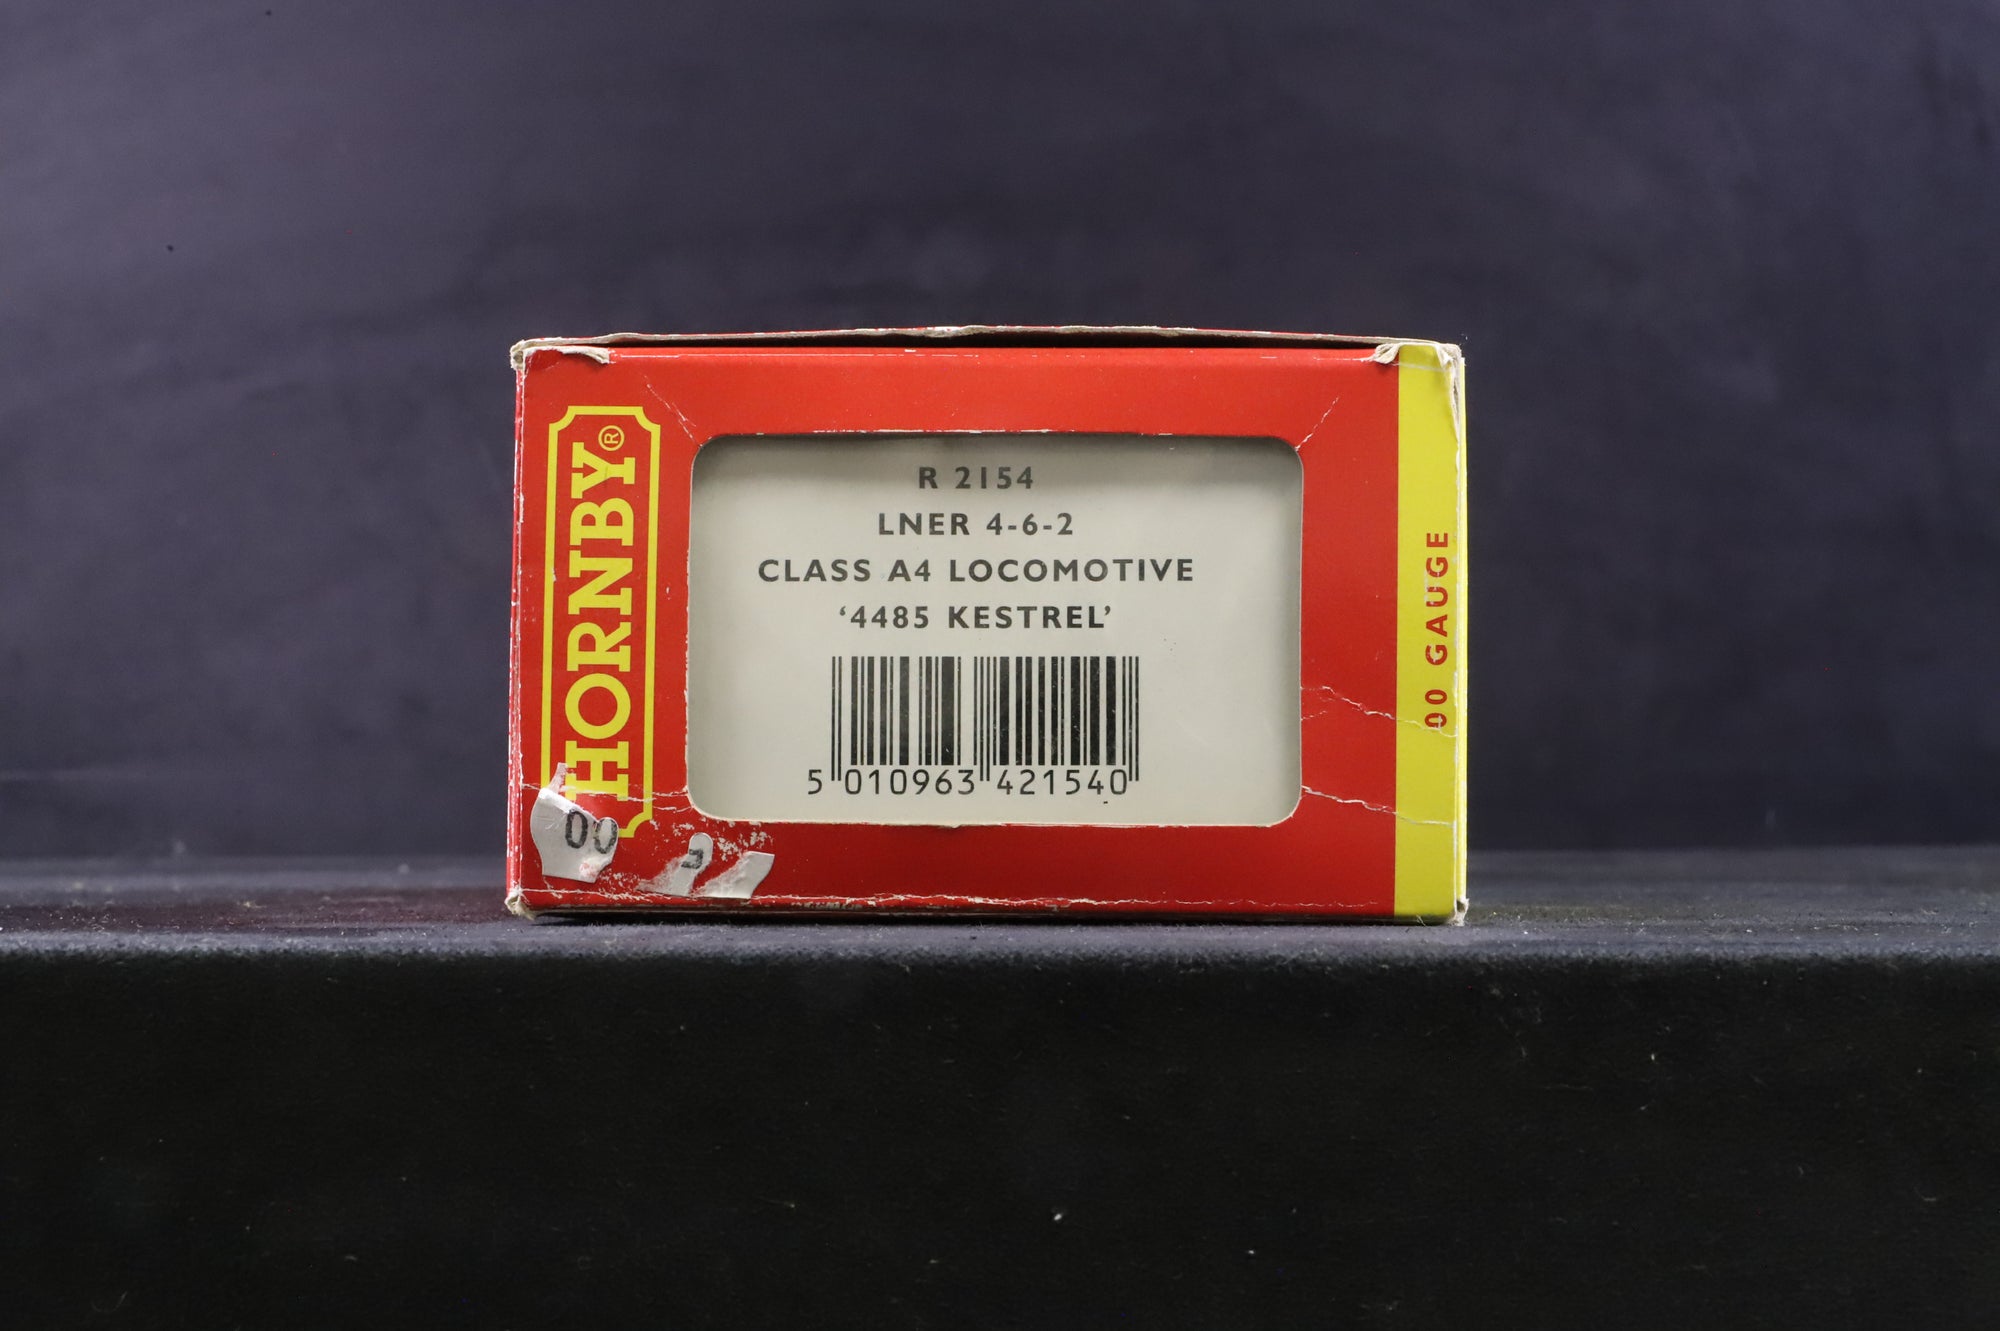 HORNBY®
R 2154
LNER 4-6-2
CLASS A4 LOCOMOTIVE
‘4485 KESTREL’
5 010963 421540
00 GAUGE
00